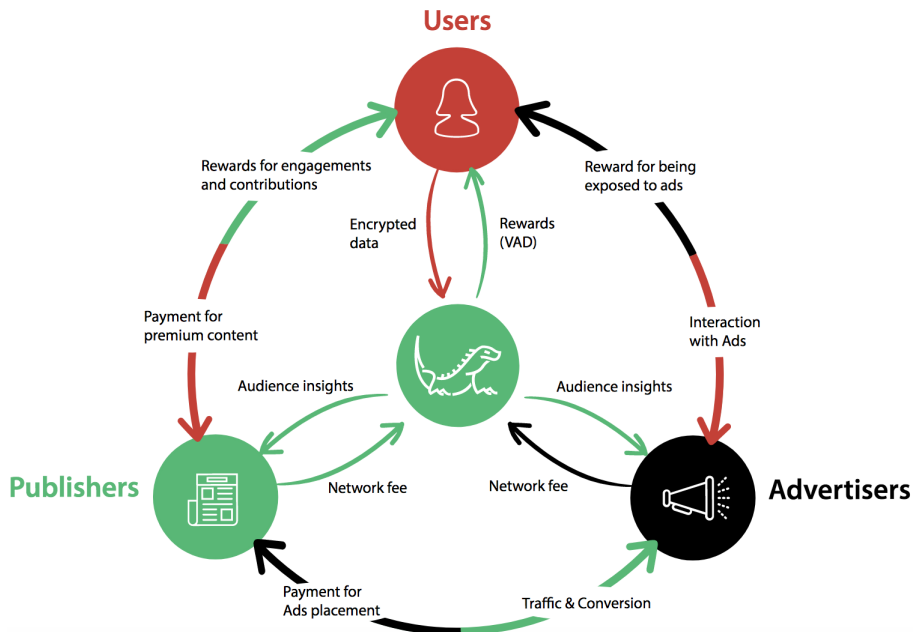 Users
Rewards for engagements
and contributions
Reward for being
exposed to ads
Encrypted
data
Rewards
(VAD)
Payment for
premium content
Interaction
with Ads
Audience insights
Audience insights
Publishers
Network fee
Network fee
Advertisers
Payment for
Ads placement
Traffic & Conversion